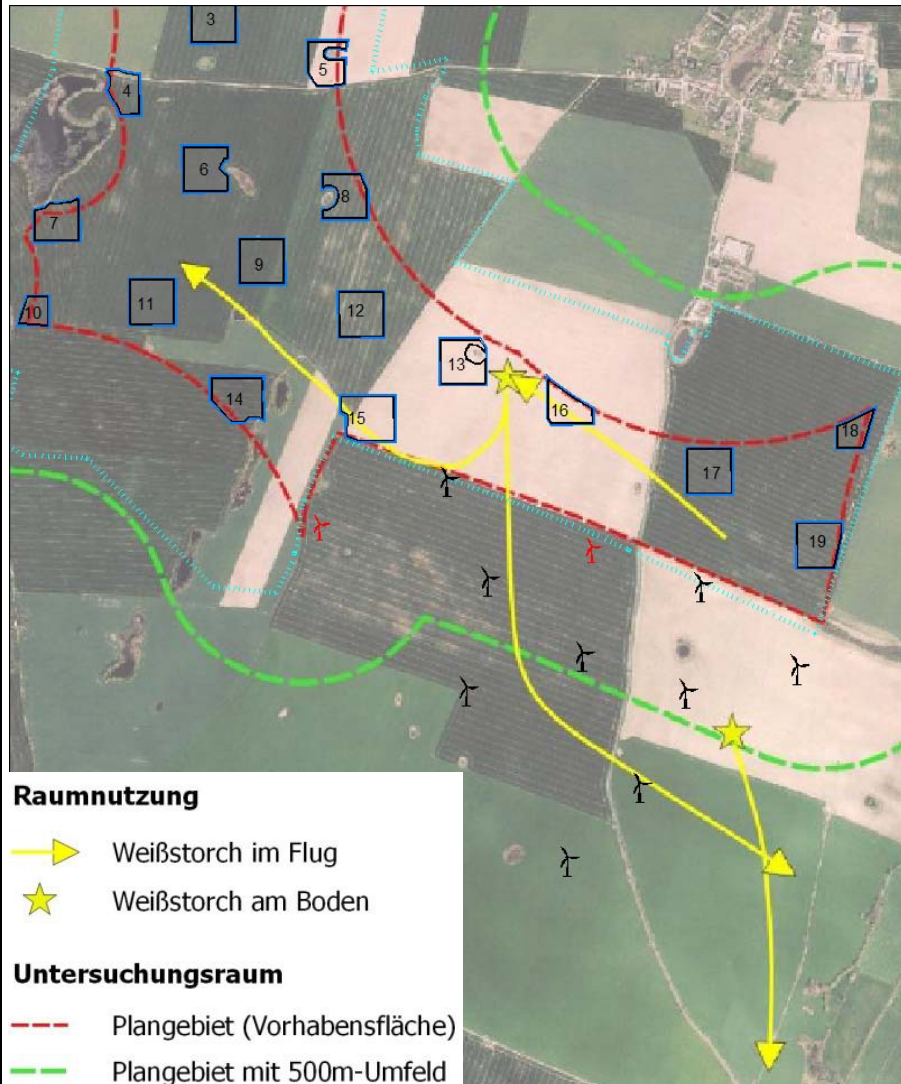 3
5
4
6
8
7
9
10
11
12
13
14
15
16
17
18
19
Raumnutzung
Weißstorch im Flug
Weißstorch am Boden
Untersuchungsraum
Plangebiet (Vorhabensfläche)
Plangebiet mit 500m-Umfeld